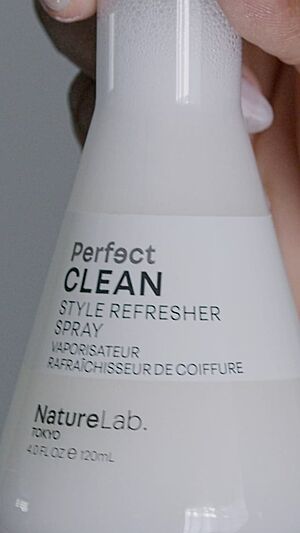 Perfect
CLEAN
STYLE REFRESHER
SPRAY
VAPORISATEUR
RAFRAÎCHISSEUR DE COIFFURE
NatureLab.
TOKYO
4.0 FL OZ e 120mL